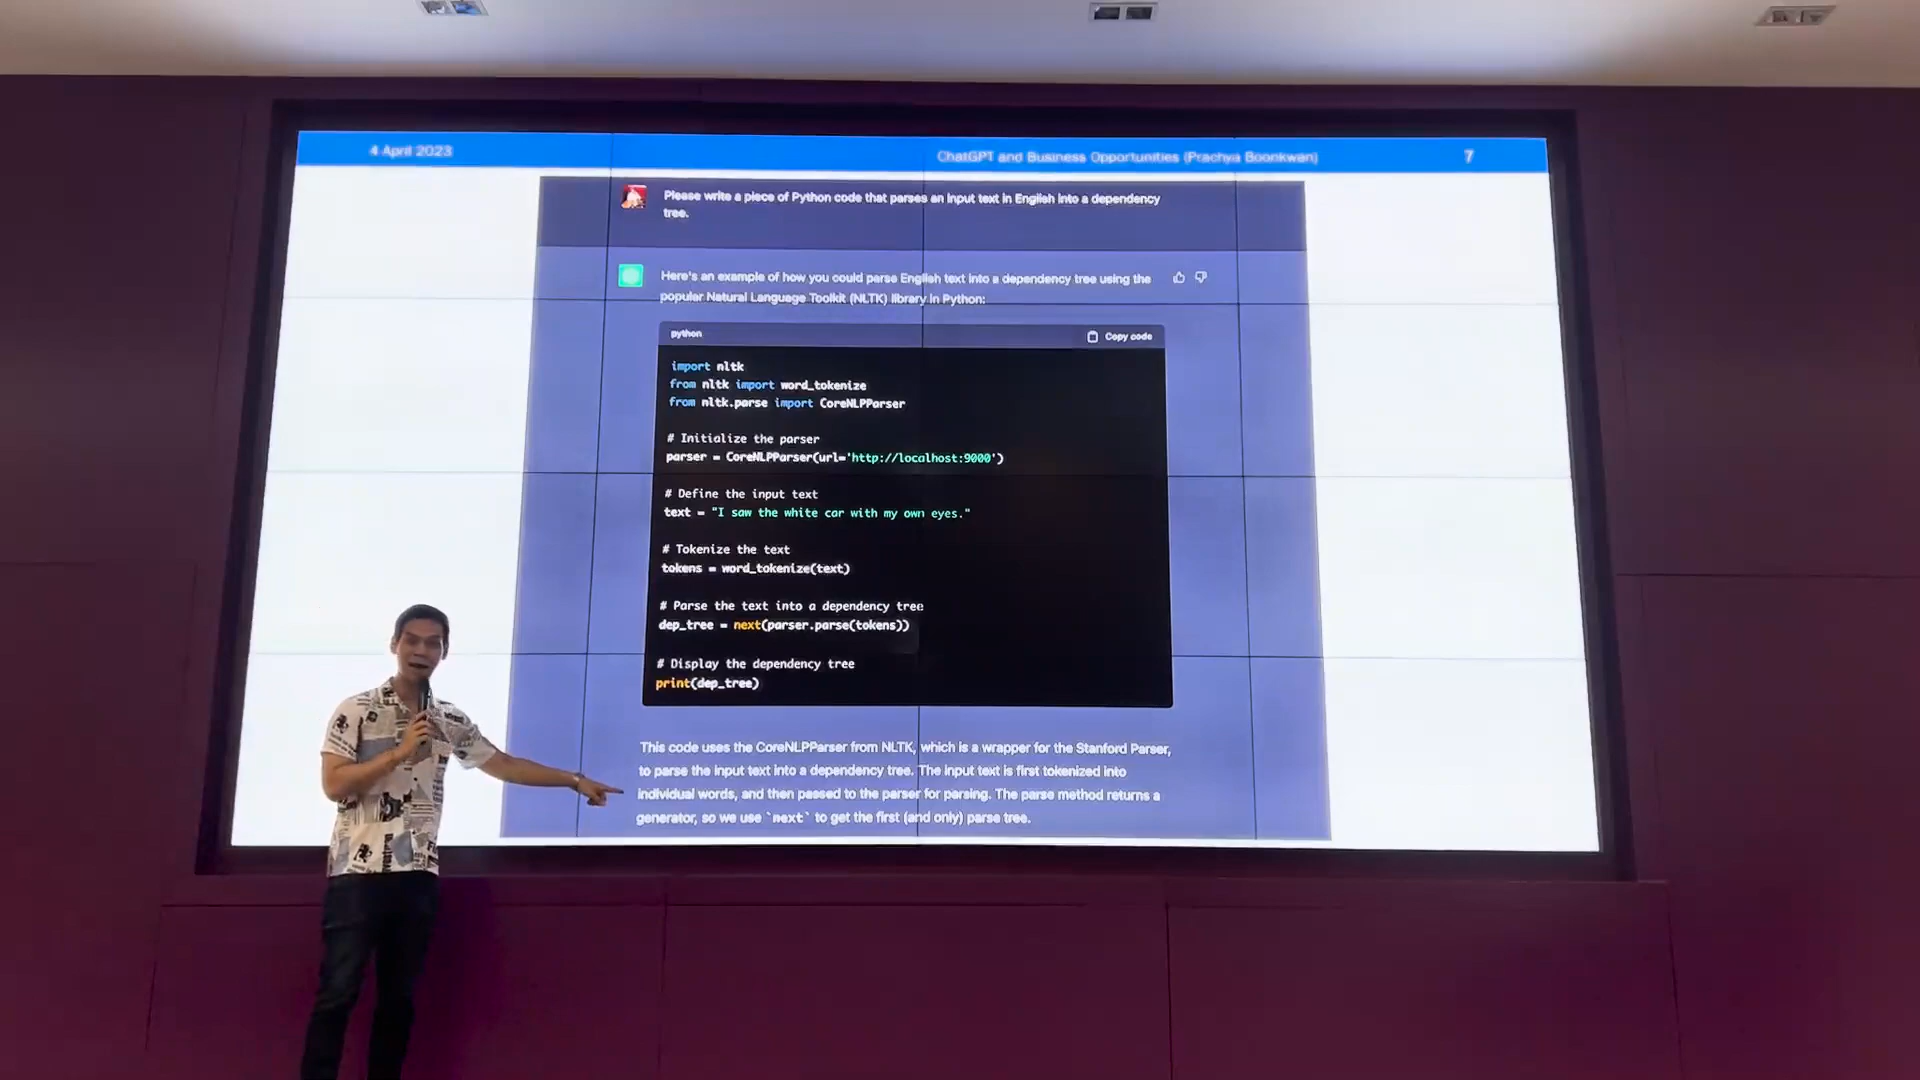 4 April 2023
ChatGPT and Business Opportunities (Prachya Boonkwan)
7
Please write a piece of Python code that parses an input text in English into a dependency
tree.
Here's an example of how you could parse English text into a dependency tree using the
popular Natural Language Toolkit (NLTK) library in Python:
python
Copy code
import nltk
from nltk import word_tokenize
from nltk.parse import CoreNLPParser
# Initialize the parser
parser = CoreNLPParser(url='http://localhost:9000')
# Define the input text
text = "I saw the white car with my own eyes."
# Tokenize the text
tokens = word_tokenize(text)
# Parse the text into a dependency tree
dep_tree = next(parser.parse(tokens))
# Display the dependency tree
print(dep_tree)
This code uses the CoreNLPParser from NLTK, which is a wrapper for the Stanford Parser,
to parse the input text into a dependency tree. The input text is first tokenized into
individual words, and then passed to the parser for parsing. The parse method returns a
generator, so we use `next` to get the first (and only) parse tree.